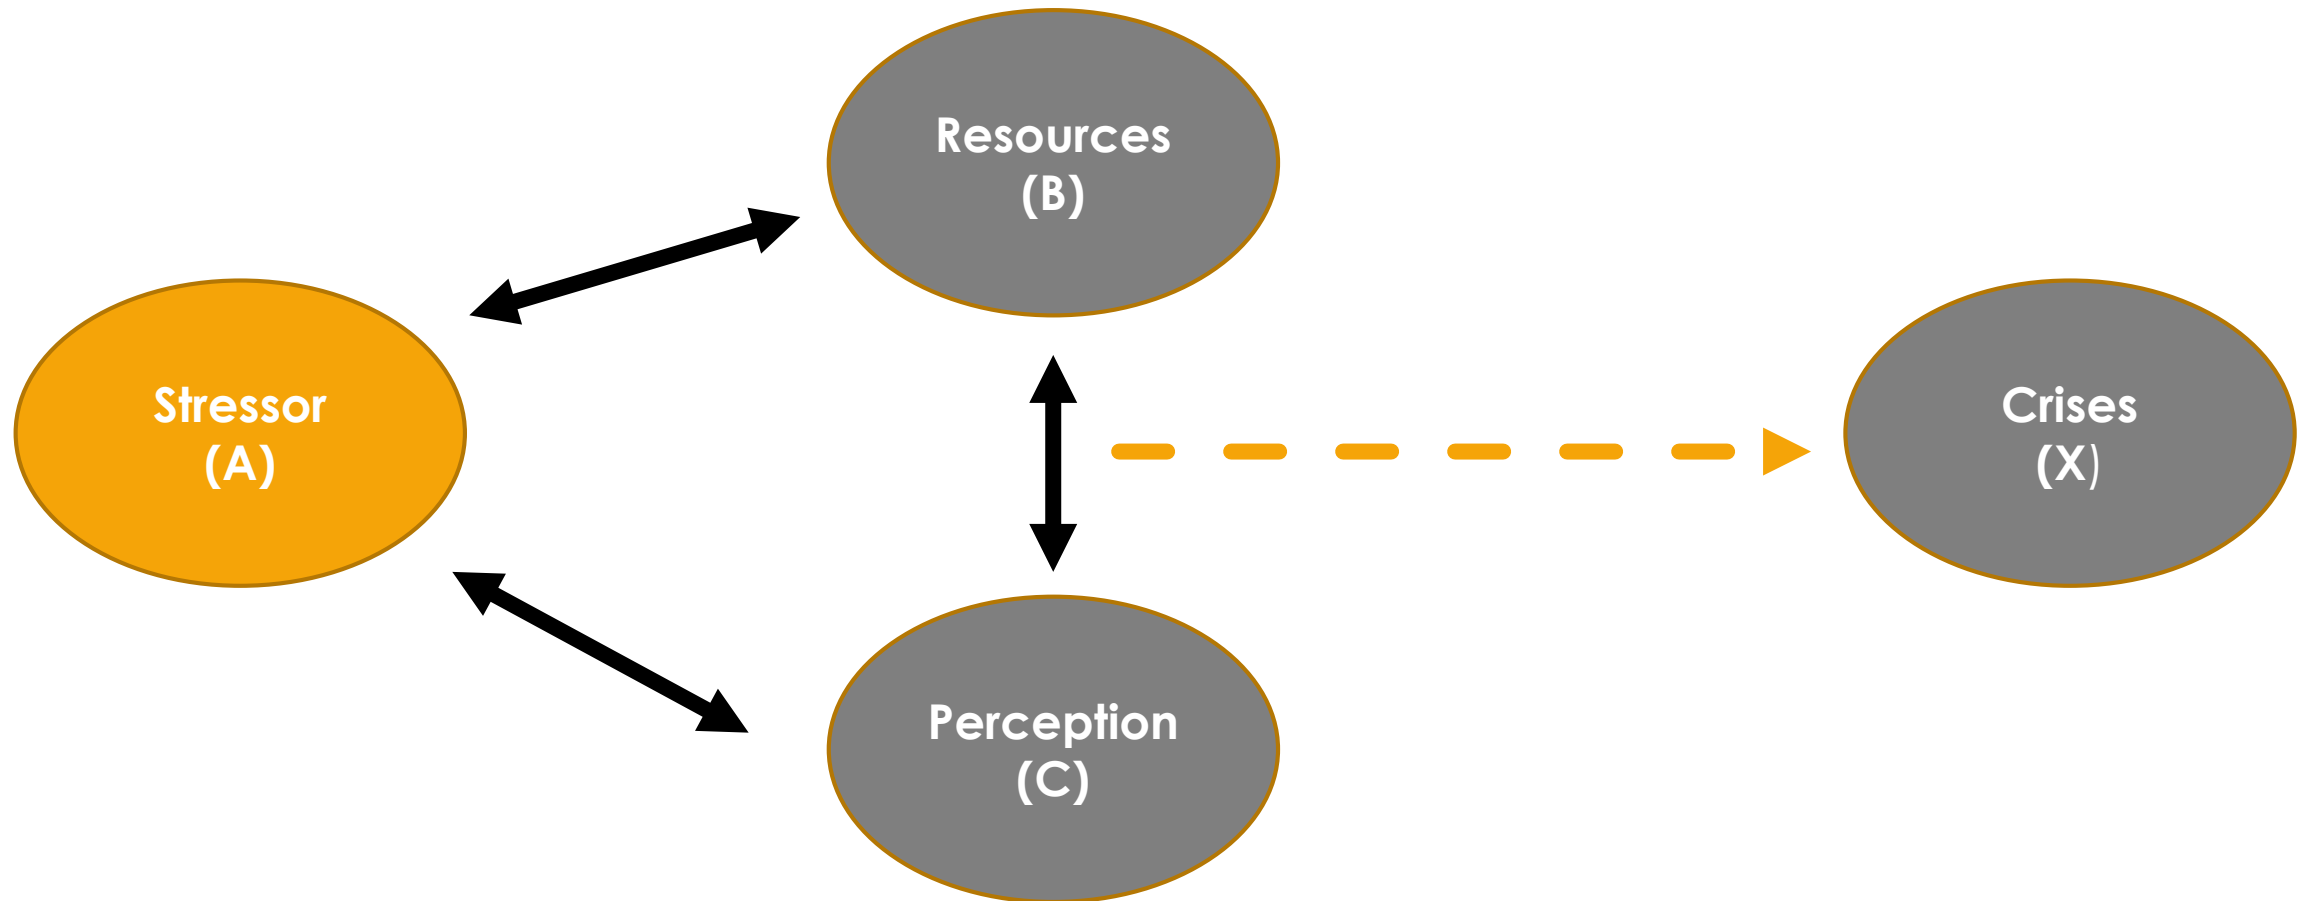 Resources
(B)
Stressor
(A)
Crises
(X)
Perception
(C)